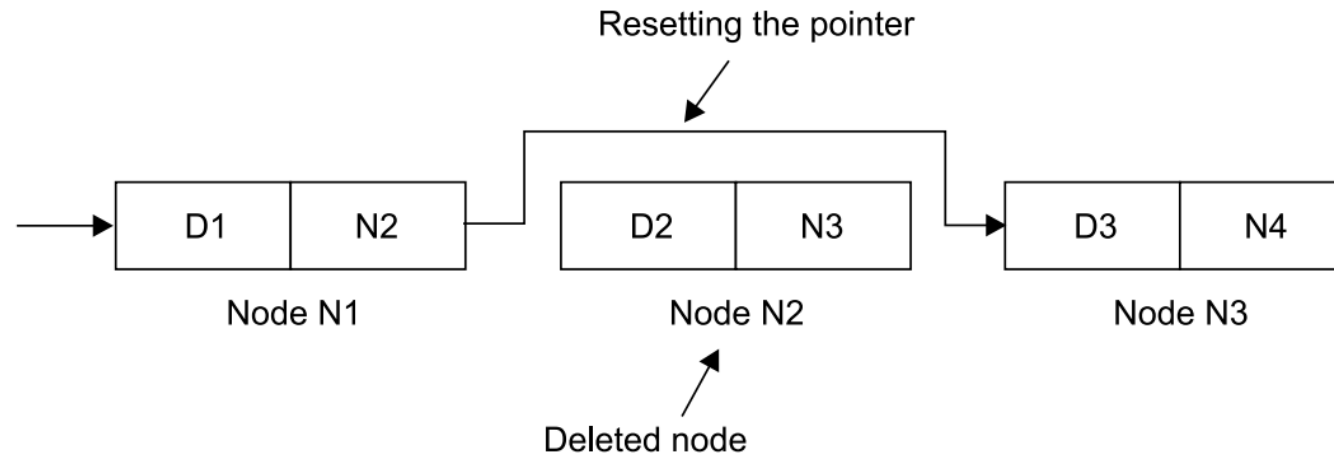 Resetting the pointer
D1 N2 D2 N3 D3 N4
Node N1 Node N2 Node N3
Deleted node